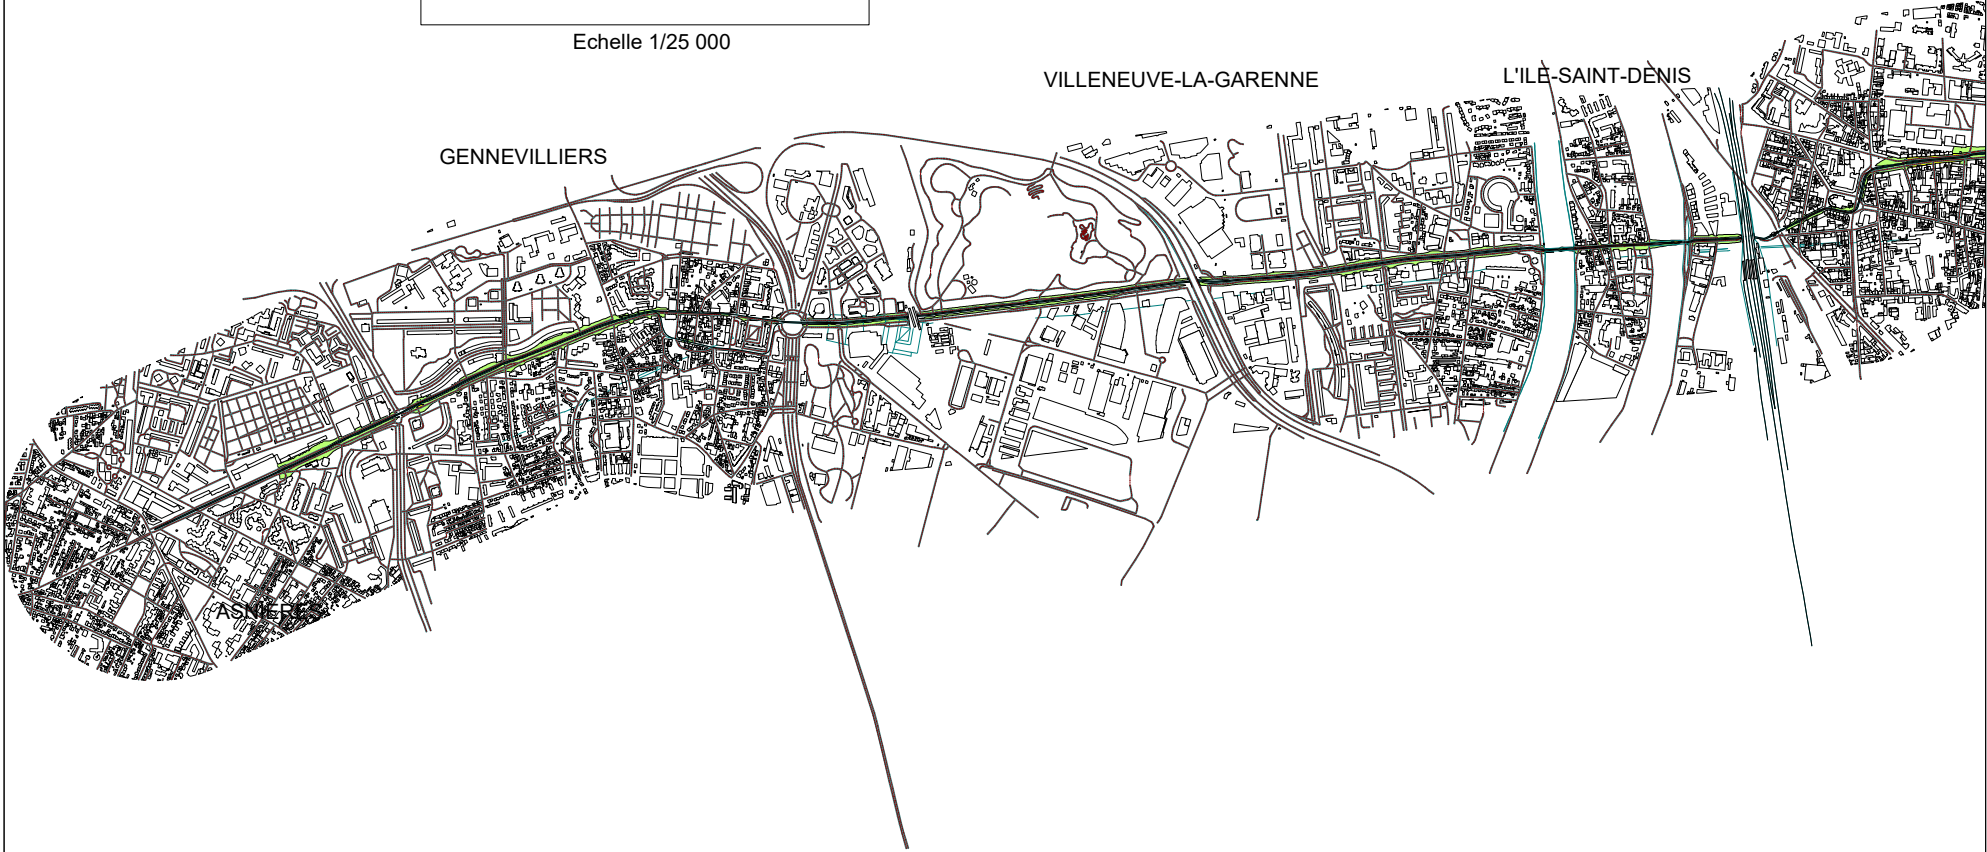 Echelle 1/25 000
VILLENEUVE-LA-GARENNE
L'ILE-SAINT-DENIS
GENNEVILLIERS
ASNIERES